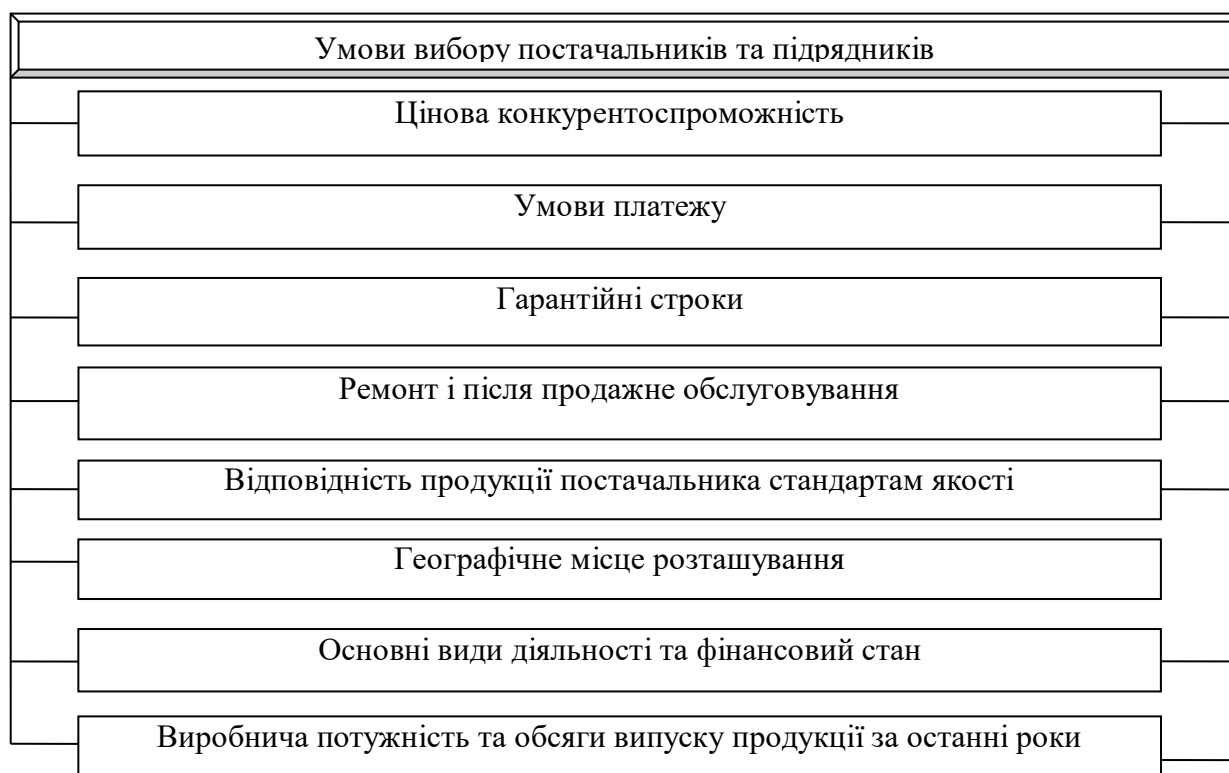 Умови вибору постачальників та підрядників
Цінова конкурентоспроможність
Умови платежу
Гарантійні строки
Ремонт і після продажне обслуговування
Відповідність продукції постачальника стандартам якості
Географічне місце розташування
Основні види діяльності та фінансовий стан
Виробнича потужність та обсяги випуску продукції за останні роки